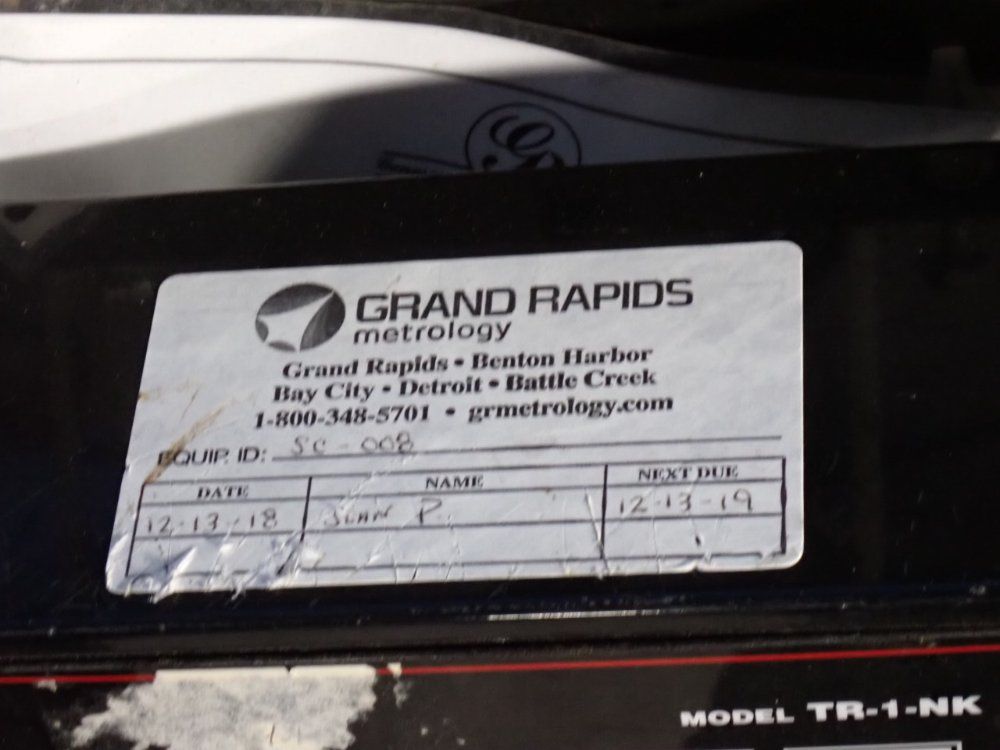 GRAND RAPIDS
metrology
Grand Rapids • Benton Harbor
Bay City • Detroit • Battle Creek
1-800-348-5701 • grmetrology.com
EQUIP. ID: SC-008
DATE NAME NEXT DUE
12-13-18 P. 12-13-19
MODEL TR-1-NK